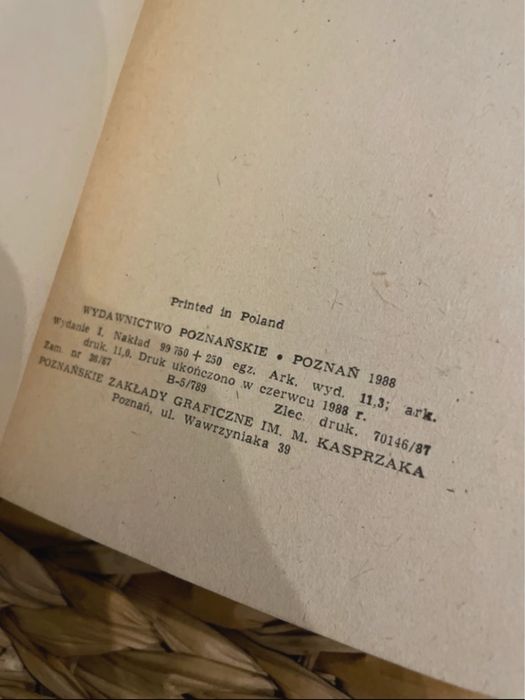 Printed in Poland
WYDAWNICTWO POZNAŃSKIE • POZNAŃ 1988
Wydanie I. Nakład 99 750 + 250 egz. Ark. wyd. 11,3; ark.
druk. 11,0. Druk ukończono w czerwcu 1988 r.
Zam. nr 26/87 B-5/789 Zlec. druk. 70146/87
POZNAŃSKIE ZAKŁADY GRAFICZNE IM. M. KASPRZAKA
Poznań, ul. Wawrzyniaka 39